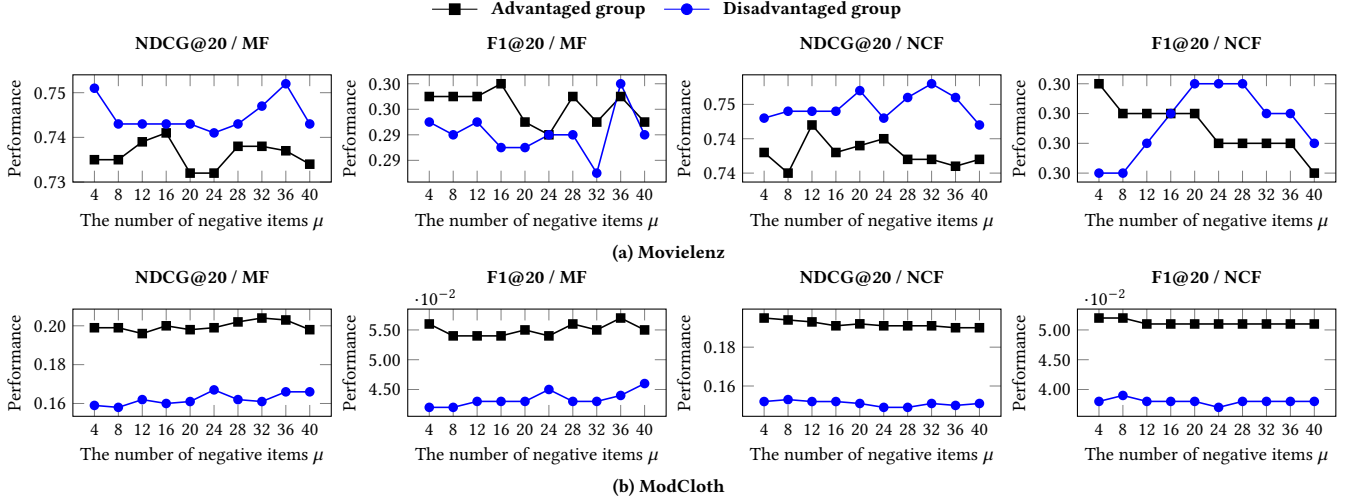 Advantaged group Disadvantaged group
NDCG@20 / MF
Performance
0.75
0.74
0.73
4 8 12 16 20 24 28 32 36 40
The number of negative items μ
F1@20 / MF
Performance
0.30
0.30
0.29
0.29
4 8 12 16 20 24 28 32 36 40
The number of negative items μ
NDCG@20 / NCF
Performance
0.75
0.74
0.74
4 8 12 16 20 24 28 32 36 40
The number of negative items μ
F1@20 / NCF
Performance
0.30
0.30
0.30
0.30
4 8 12 16 20 24 28 32 36 40
The number of negative items μ
(a) Movielenz
NDCG@20 / MF
Performance
0.20
0.18
0.16
4 8 12 16 20 24 28 32 36 40
The number of negative items μ
F1@20 / MF
·10−2
Performance
5.50
5.00
4.50
4 8 12 16 20 24 28 32 36 40
The number of negative items μ
NDCG@20 / NCF
Performance
0.18
0.16
4 8 12 16 20 24 28 32 36 40
The number of negative items μ
F1@20 / NCF
·10−2
Performance
5.00
4.50
4.00
4 8 12 16 20 24 28 32 36 40
The number of negative items μ
(b) ModCloth